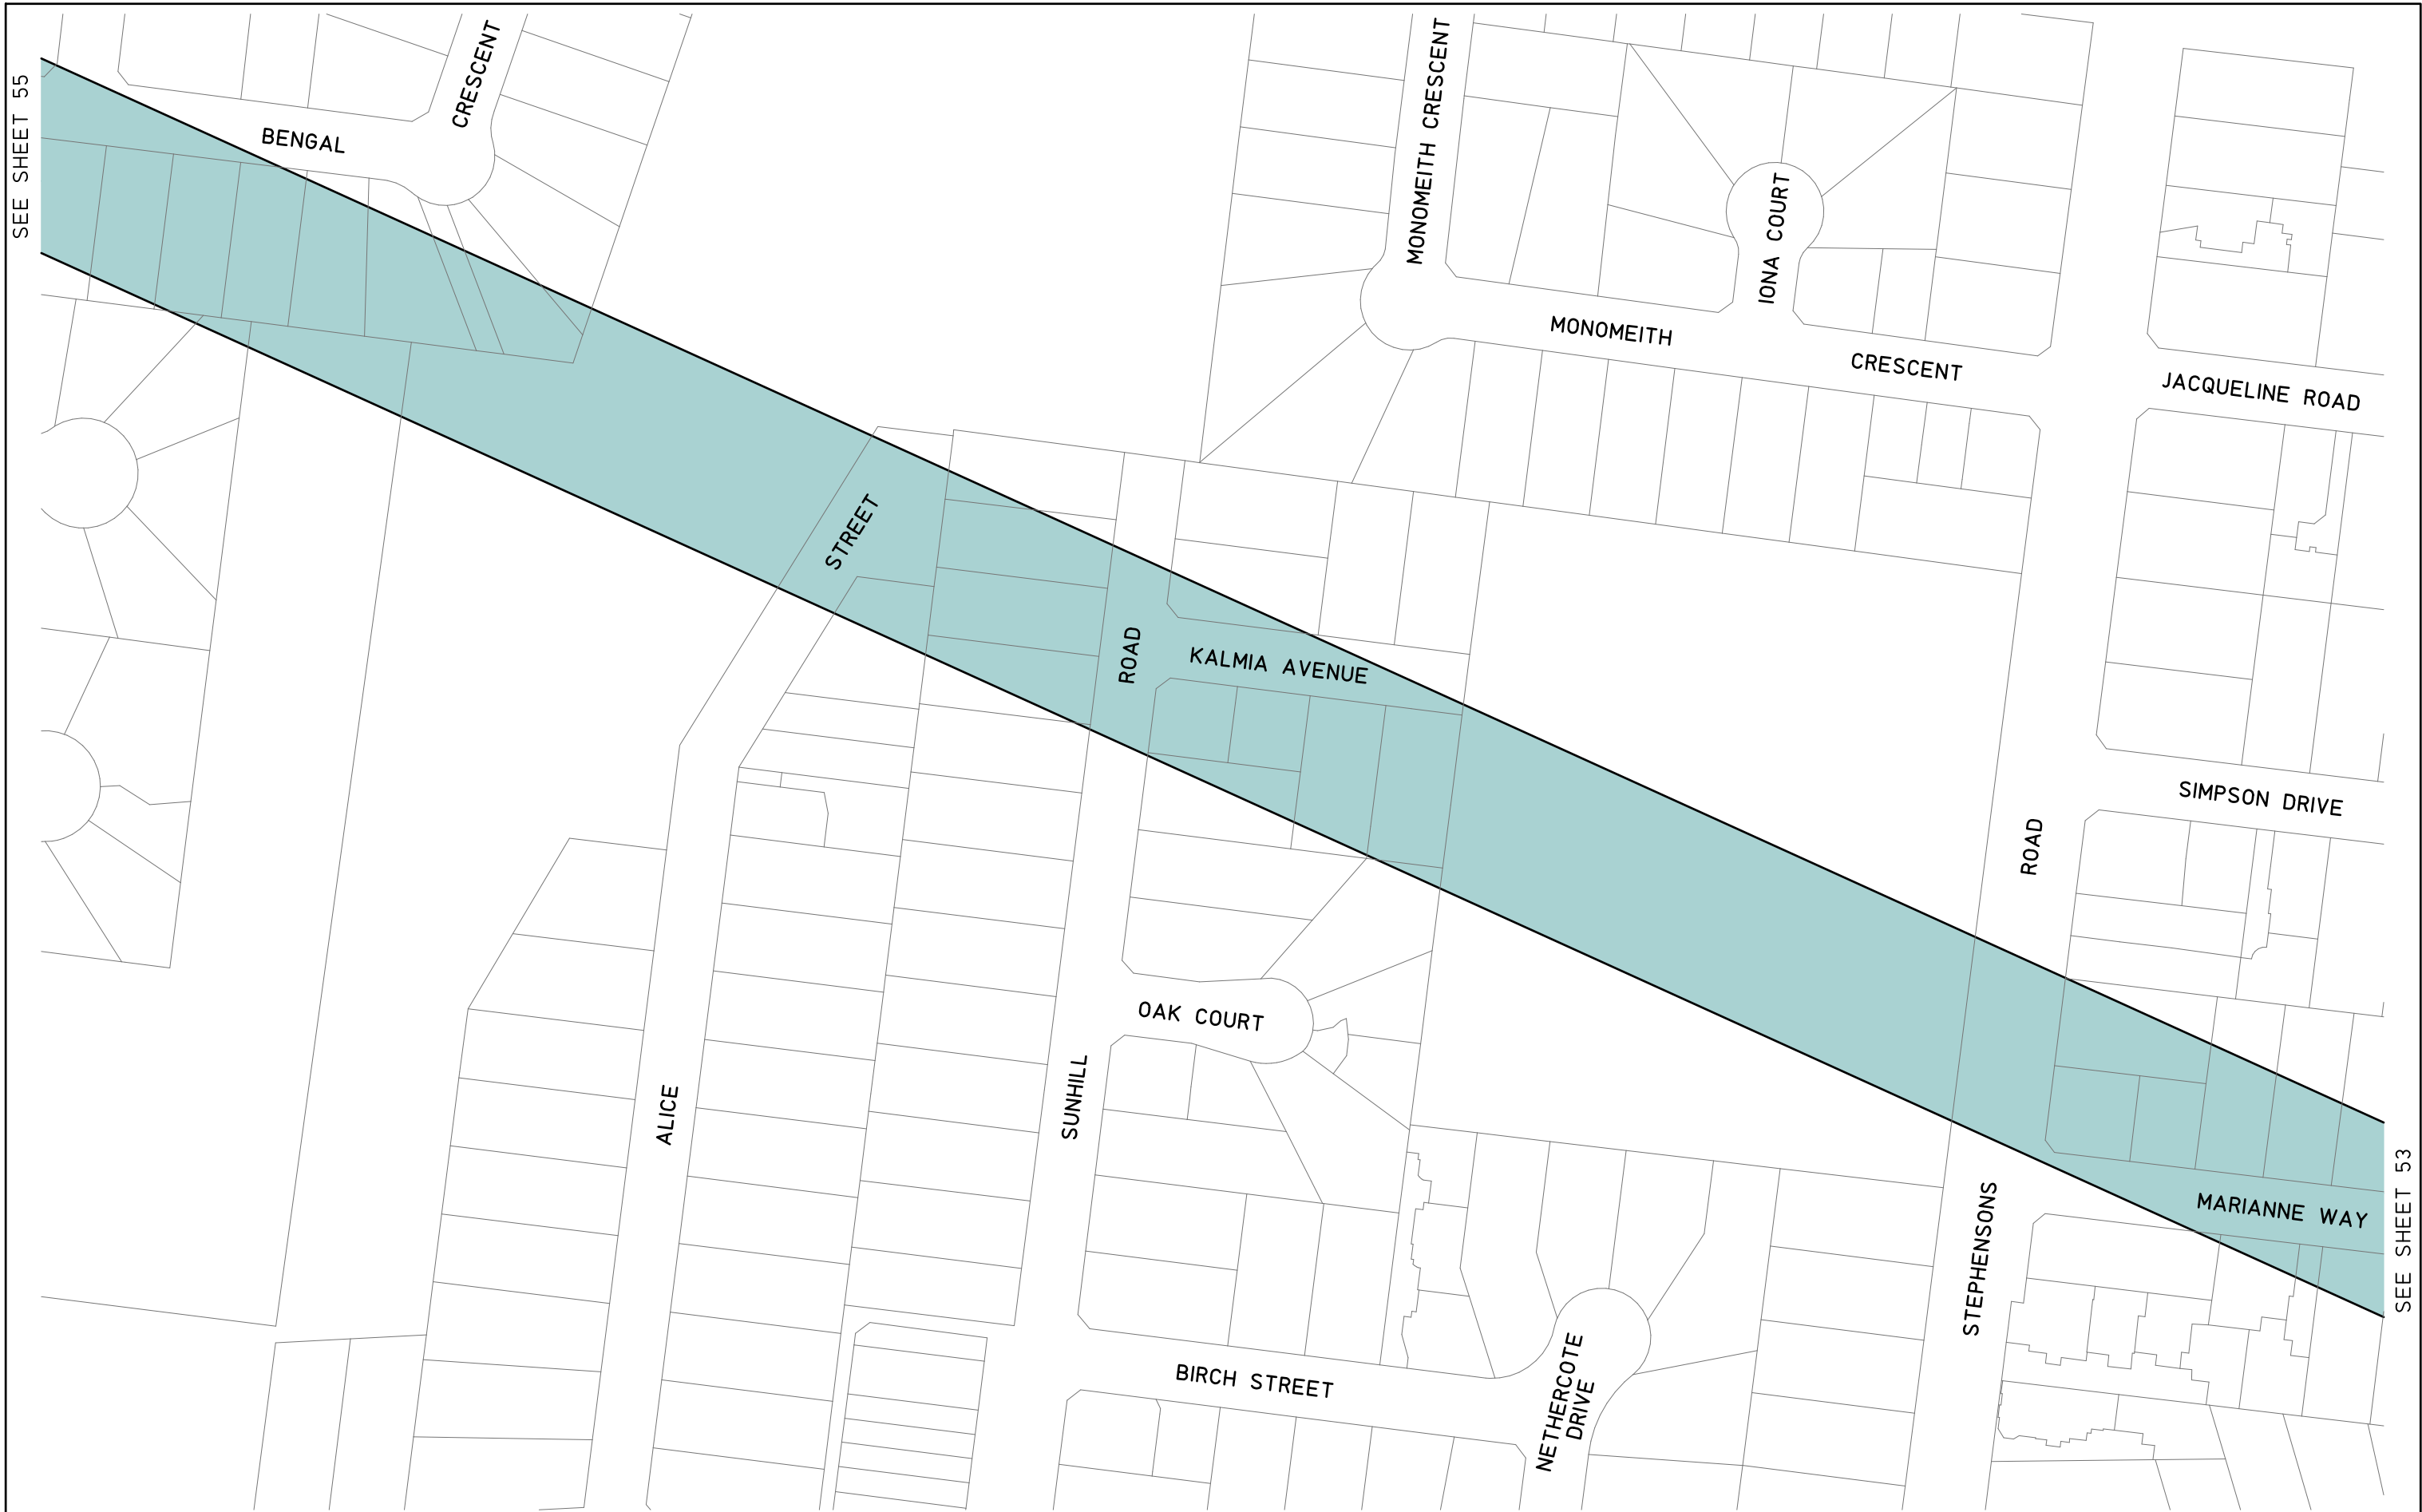 SEE SHEET 55
BENGAL
CRESCENT
MONOMEITH CRESCENT
IONA COURT
MONOMEITH
CRESCENT
JACQUELINE ROAD
STREET
ROAD
KALMIA AVENUE
SIMPSON DRIVE
ROAD
OAK COURT
ALICE
SUNHILL
STEPHENSONS
MARIANNE WAY
SEE SHEET 53
BIRCH STREET
NETHERCOTE
DRIVE